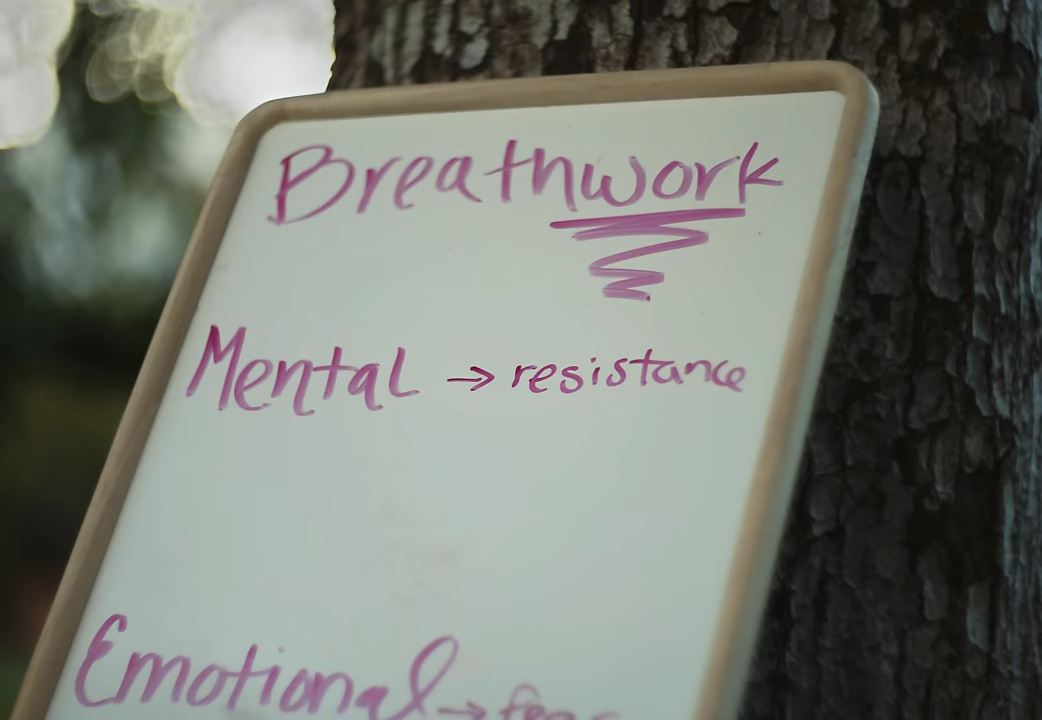 Breathwork
Mental → resistance
Emotional →